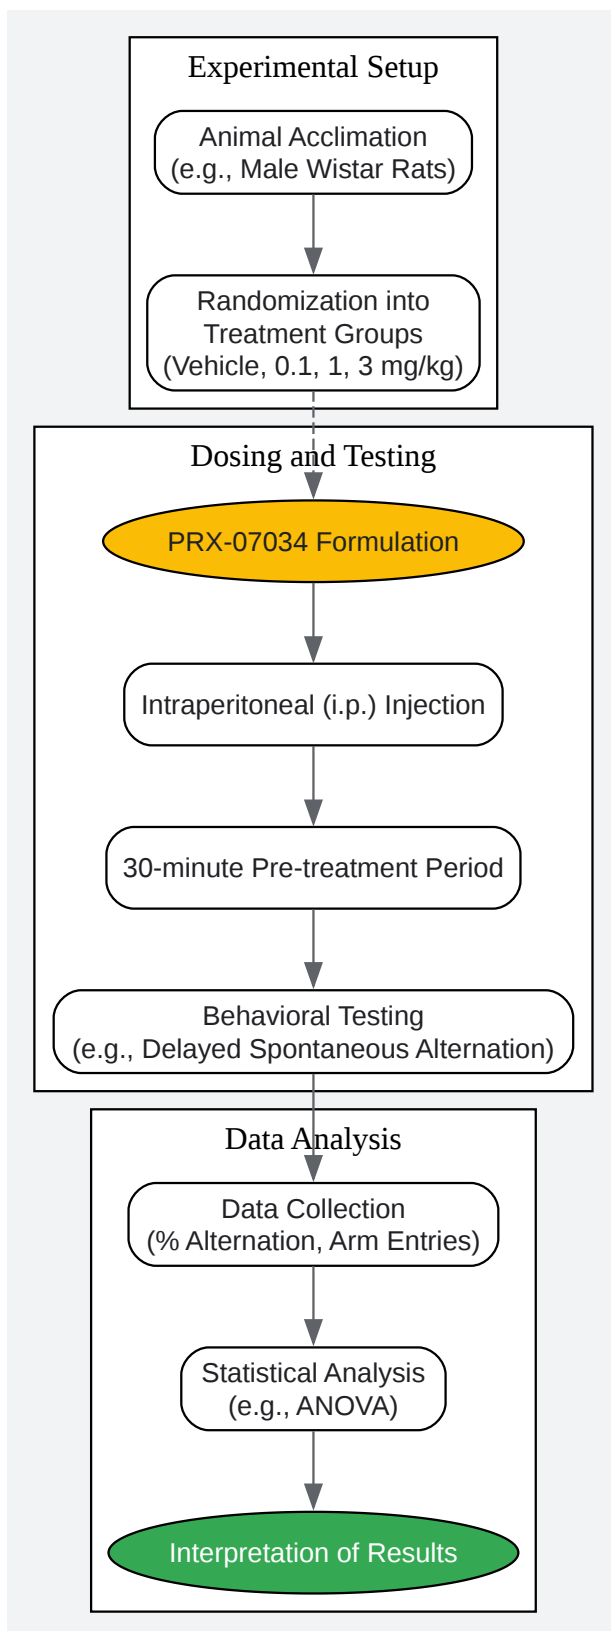 Experimental Setup
Animal Acclimation
(e.g., Male Wistar Rats)
Randomization into
Treatment Groups
(Vehicle, 0.1, 1, 3 mg/kg)
Dosing and Testing
PRX-07034 Formulation
Intraperitoneal (i.p.) Injection
30-minute Pre-treatment Period
Behavioral Testing
(e.g., Delayed Spontaneous Alternation)
Data Analysis
Data Collection
(% Alternation, Arm Entries)
Statistical Analysis
(e.g., ANOVA)
Interpretation of Results